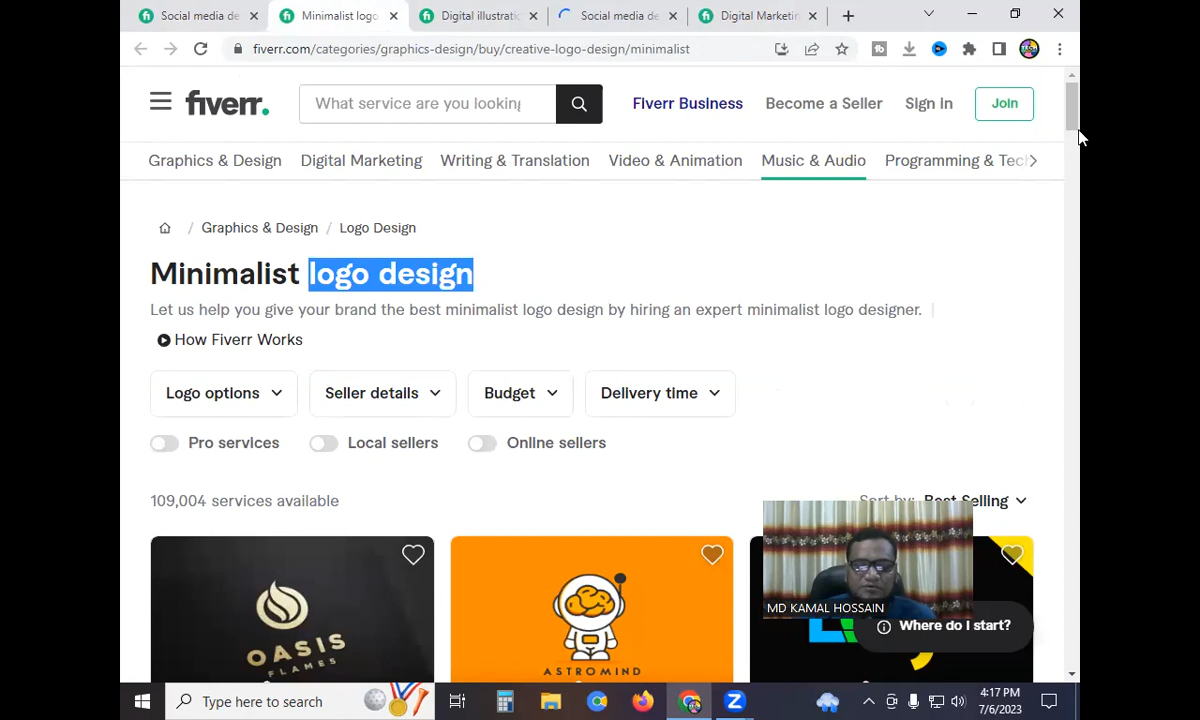 Social media de
Minimalist logo
Digital illustratic
Social media de
Digital Marketin
fiverr.com/categories/graphics-design/buy/creative-logo-design/minimalist
fiverr.
What service are you looking
Fiverr Business
Become a Seller
Sign In
Join
Graphics & Design
Digital Marketing
Writing & Translation
Video & Animation
Music & Audio
Programming & Tech
/ Graphics & Design / Logo Design
Minimalist logo design
Let us help you give your brand the best minimalist logo design by hiring an expert minimalist logo designer.
How Fiverr Works
Logo options
Seller details
Budget
Delivery time
Pro services
Local sellers
Online sellers
109,004 services available
Sort by: Best Selling
OASIS
FLAMES
ASTROMIND
MD KAMAL HOSSAIN
Where do I start?
Type here to search
4:17 PM
7/6/2023